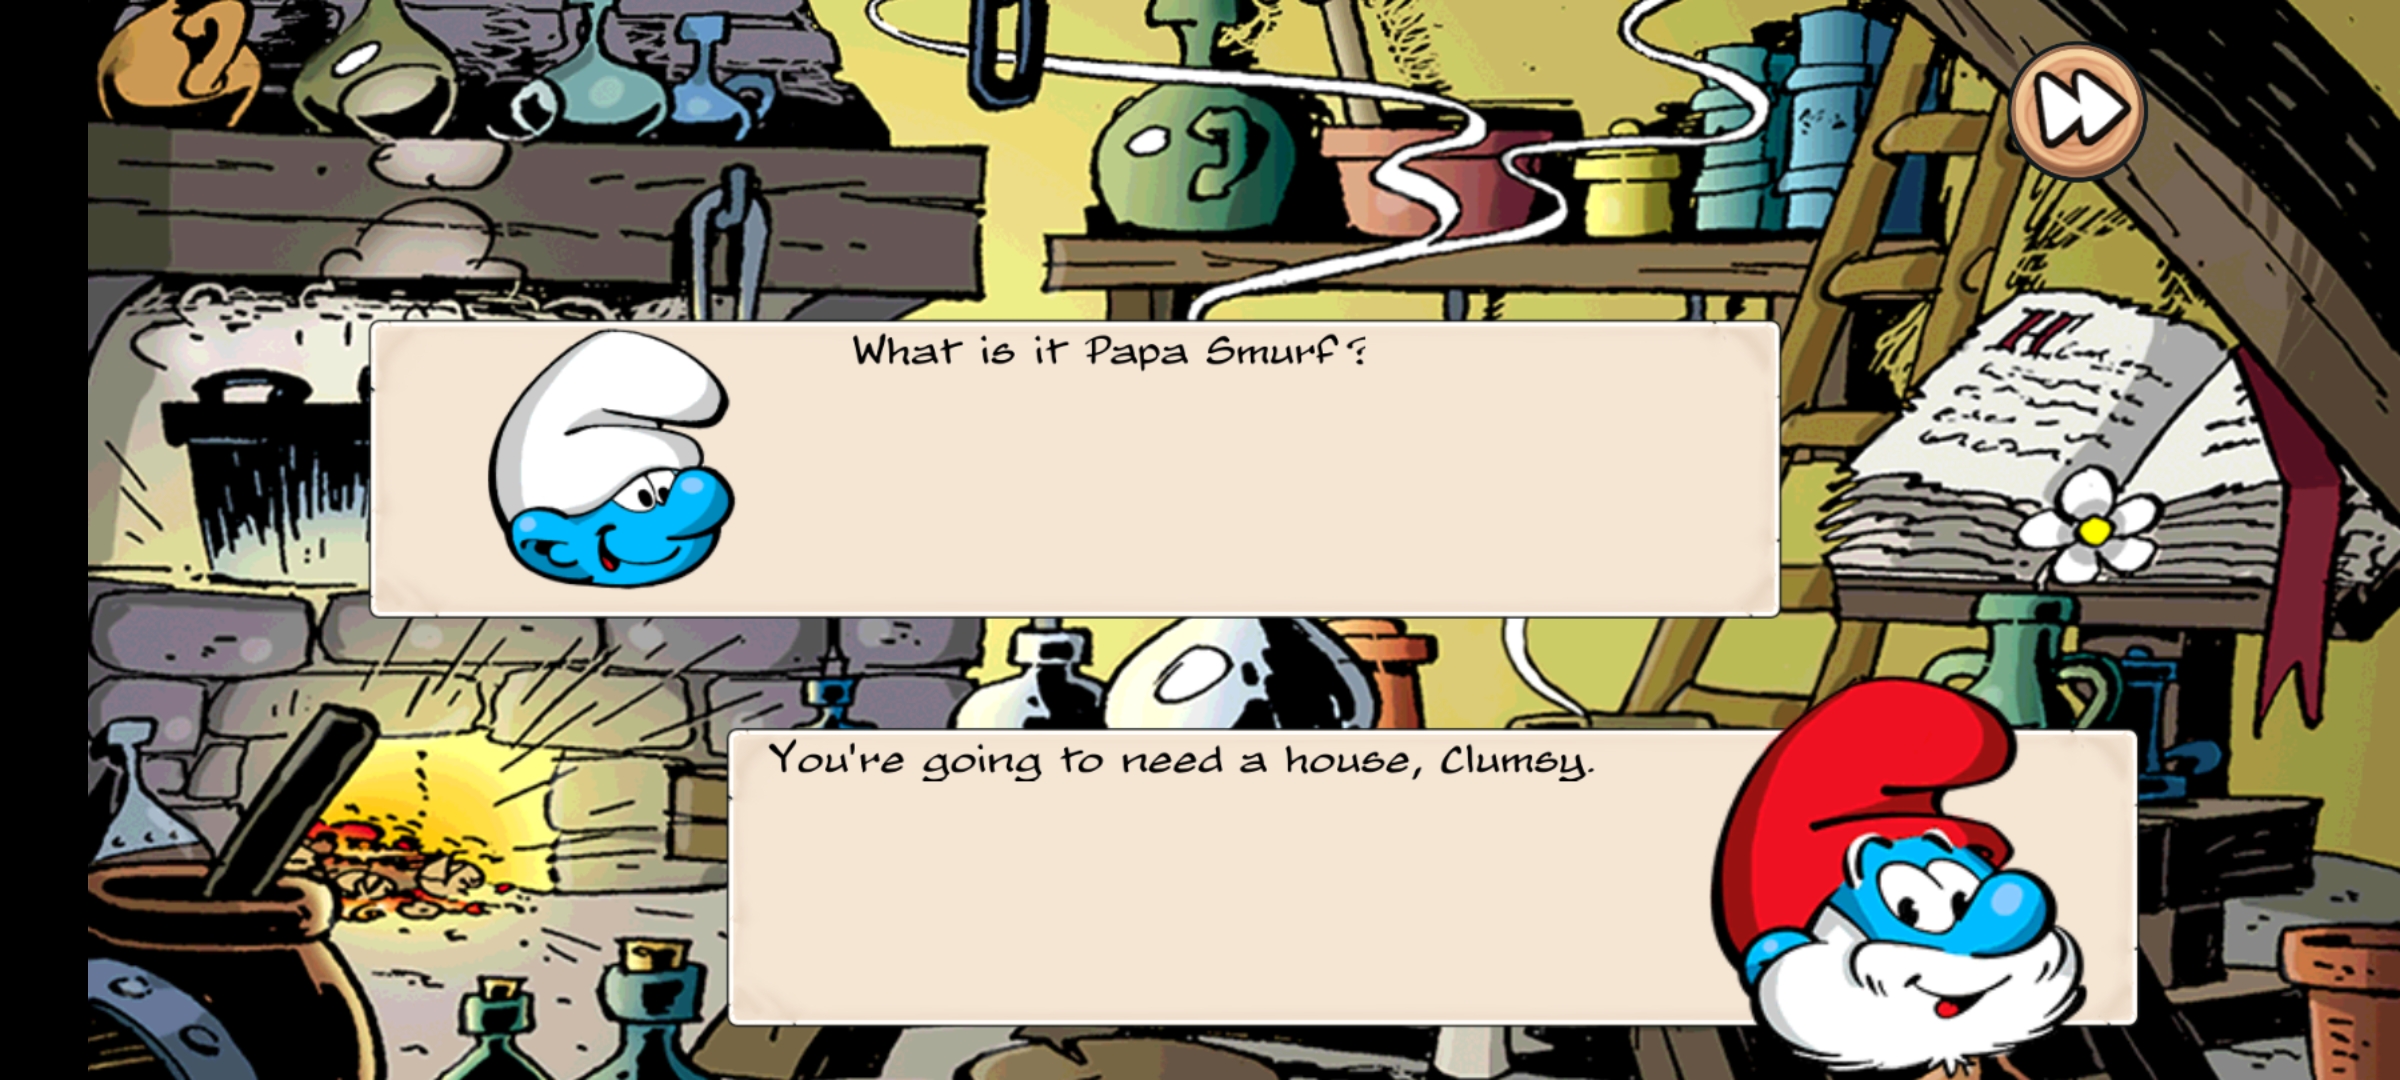 What is it Papa Smurf?
You're going to need a house, Clumsy.